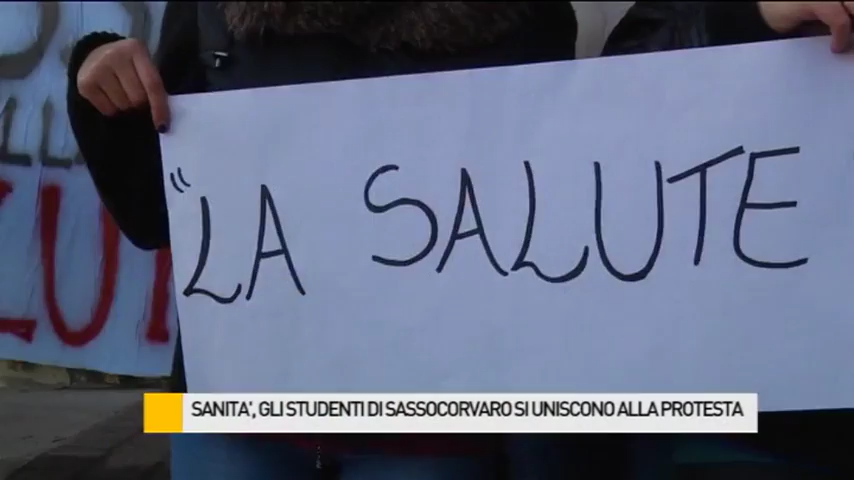 "LA SALUTE
SANITA', GLI STUDENTI DI SASSOCORVARO SI UNISCONO ALLA PROTESTA